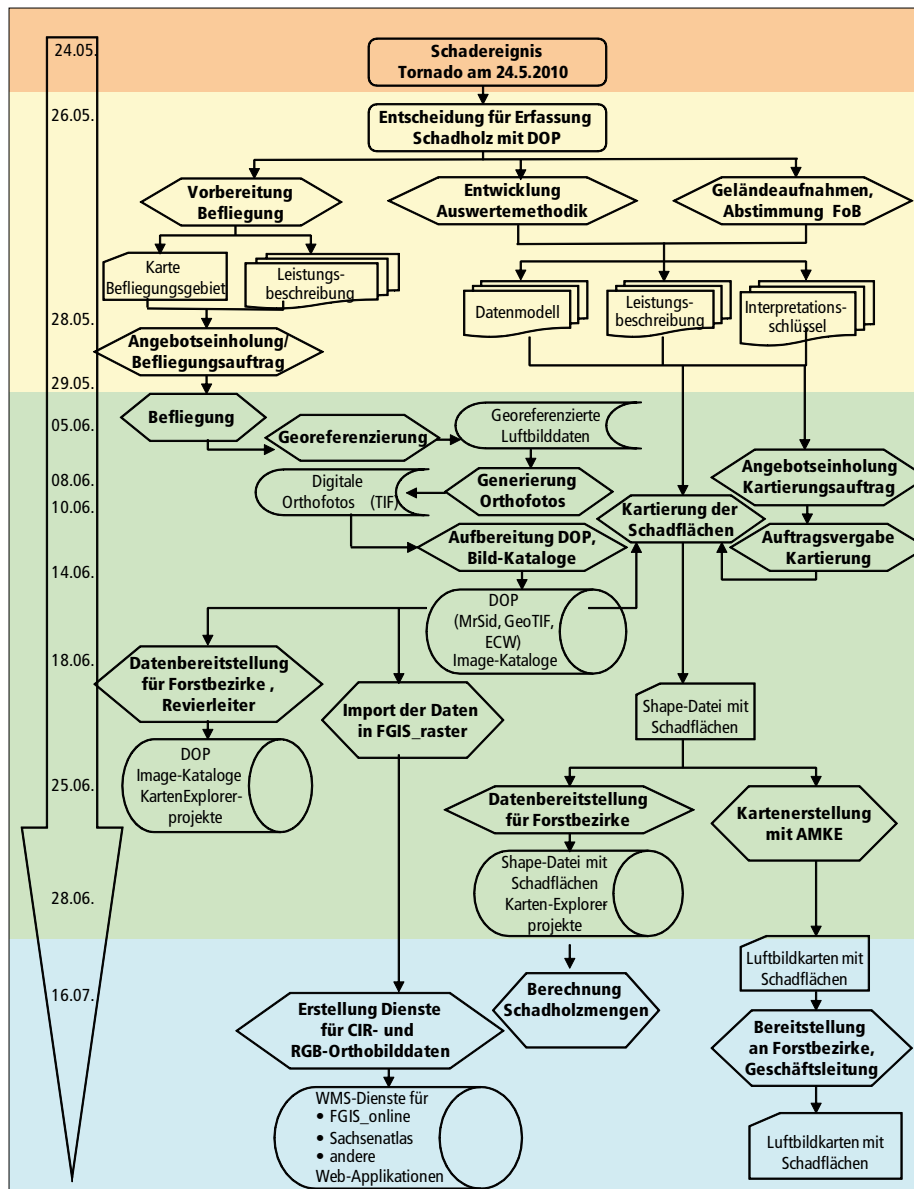 24.05.
Schadereignis
Tornado am 24.5.2010
26.05.
Entscheidung für Erfassung
Schadholz mit DOP
Vorbereitung
Befliegung
Entwicklung
Auswertemethodik
Geländeaufnahmen,
Abstimmung FoB
Karte
Befliegungsgebiet
Leistungs-
beschreibung
Datenmodell
Leistungs-
beschreibung
Interpretations-
schlüssel
28.05.
Angebotseinholung/
Befliegungsauftrag
29.05.
Befliegung
05.06.
Georeferenzierung
Georeferenzierte
Luftbilddaten
08.06.
Digitale
Orthofotos (TIF)
Generierung
Orthofotos
Angebotseinholung
Kartierungsauftrag
10.06.
Kartierung der
Schadflächen
Aufbereitung DOP,
Bild-Kataloge
Auftragsvergabe
Kartierung
14.06.
DOP
(MrSid, GeoTIF,
ECW)
Image-Kataloge
18.06.
Datenbereitstellung
für Forstbezirke ,
Revierleiter
Import der Daten
in FGIS_raster
Shape-Datei mit
Schadflächen
DOP
Image-Kataloge
KartenExplorer-
projekte
25.06.
Datenbereitstellung
für Forstbezirke
Kartenerstellung
mit AMKE
Shape-Datei mit
Schadflächen
Karten-Explorer-
projekte
28.06.
Luftbildkarten mit
Schadflächen
16.07.
Berechnung
Schadholzmengen
Erstellung Dienste
für CIR- und
RGB-Orthobilddaten
Bereitstellung
an Forstbezirke,
Geschäftsleitung
WMS-Dienste für
• FGIS_online
• Sachsenatlas
• andere
Web-Applikationen
Luftbildkarten mit
Schadflächen